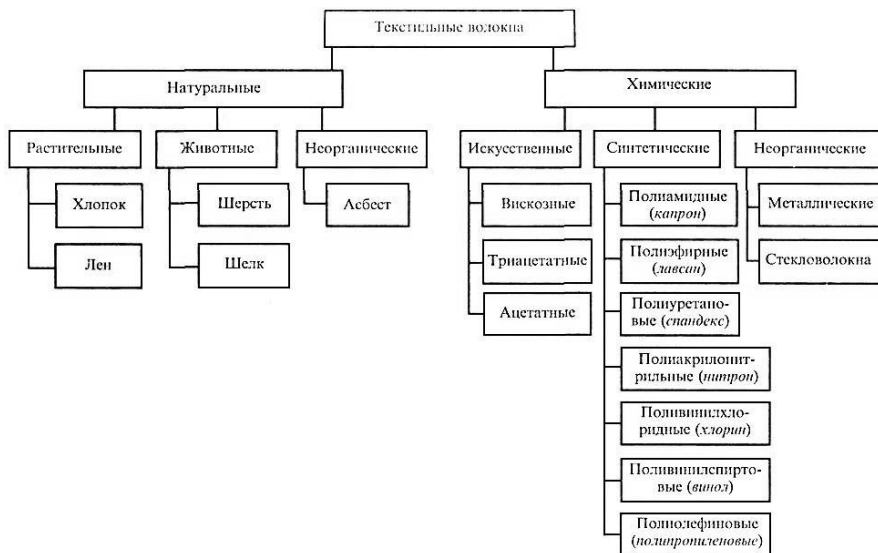 Текстильные волокна
Натуральные
Химические
Растительные
Животные
Неорганические
Искусственные
Синтетические
Неорганические
Хлопок
Лен
Шерсть
Шелк
Асбест
Вискозные
Триацетатные
Ацетатные
Полиамидные
(капрон)
Полиэфирные
(лавсан)
Полиуретано-
вые (спандекс)
Полиакрилонит-
рильные (нитрон)
Поливинилхло-
ридные (хлорин)
Поливинилспирто-
вые (винол)
Полиолефиновые
(полипропиленовые)
Металлические
Стекловолокна